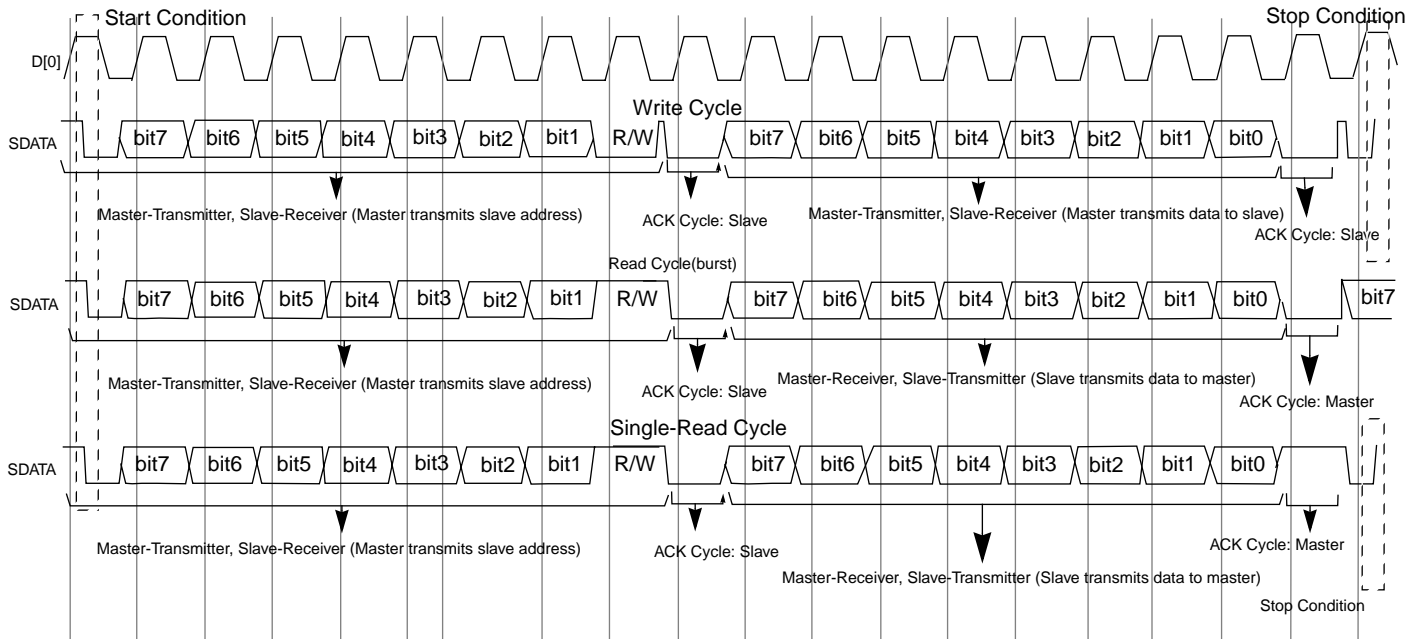 Start Condition
Stop Condition
D[0]
Write Cycle
SDATA
bit7 bit6 bit5 bit4 bit3 bit2 bit1 R/W bit7 bit6 bit5 bit4 bit3 bit2 bit1 bit0
Master-Transmitter, Slave-Receiver (Master transmits slave address)
ACK Cycle: Slave
Master-Transmitter, Slave-Receiver (Master transmits data to slave)
ACK Cycle: Slave
Read Cycle(burst)
SDATA
bit7 bit6 bit5 bit4 bit3 bit2 bit1 R/W bit7 bit6 bit5 bit4 bit3 bit2 bit1 bit0 bit7
Master-Transmitter, Slave-Receiver (Master transmits slave address)
ACK Cycle: Slave
Master-Receiver, Slave-Transmitter (Slave transmits data to master)
ACK Cycle: Master
Single-Read Cycle
SDATA
bit7 bit6 bit5 bit4 bit3 bit2 bit1 R/W bit7 bit6 bit5 bit4 bit3 bit2 bit1 bit0
Master-Transmitter, Slave-Receiver (Master transmits slave address)
ACK Cycle: Slave
Master-Receiver, Slave-Transmitter (Slave transmits data to master)
ACK Cycle: Master
Stop Condition